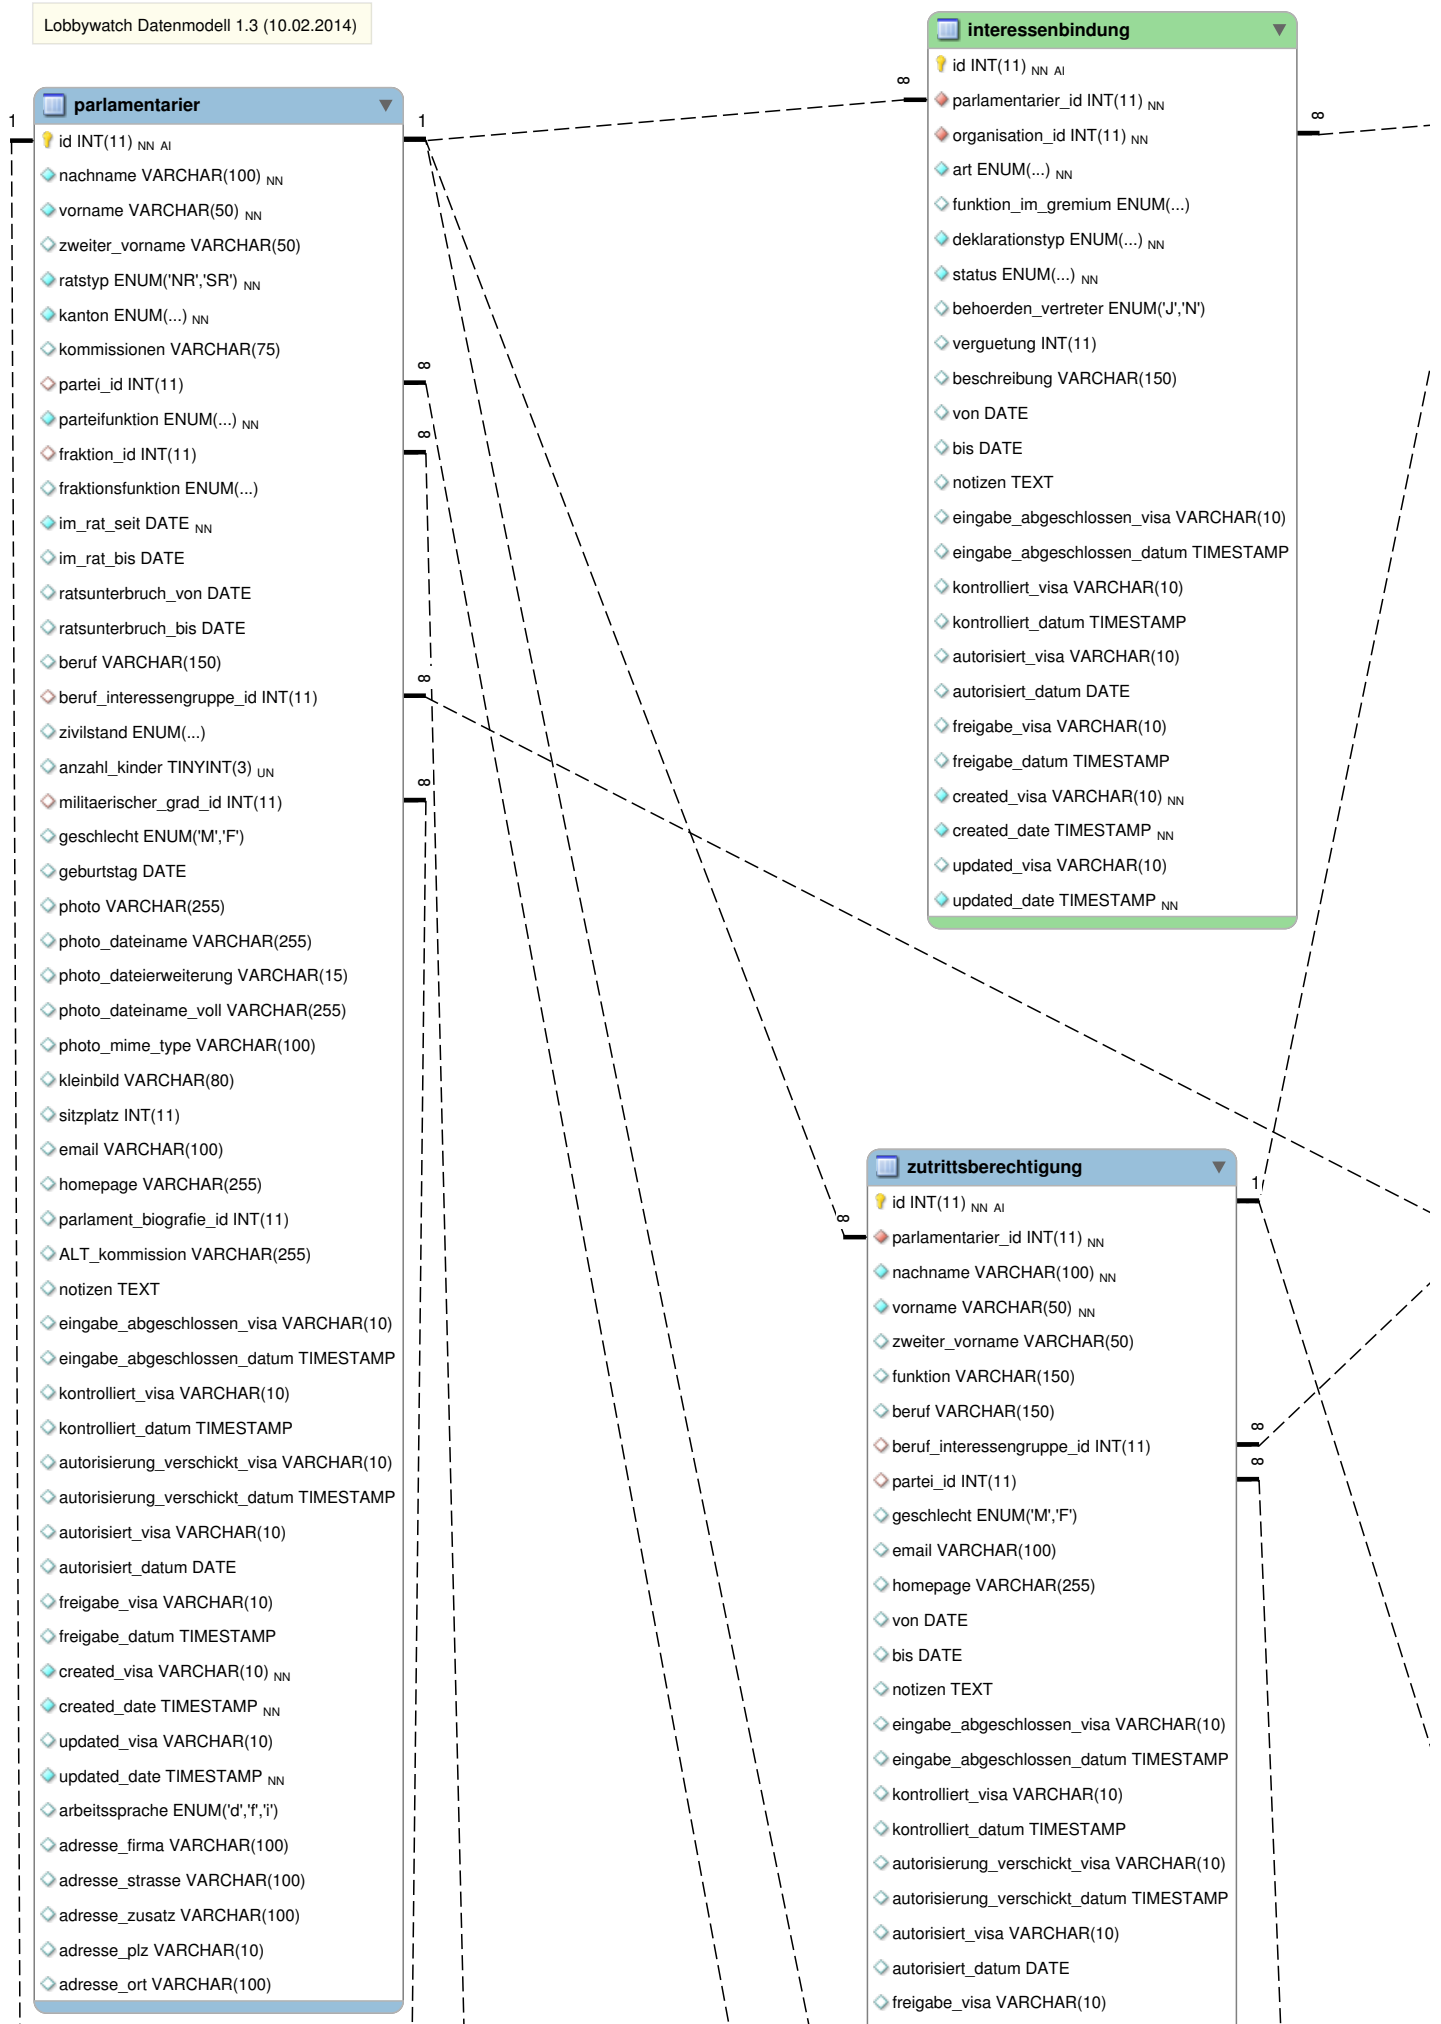 Lobbywatch Datenmodell 1.3 (10.02.2014)
parlamentarier
1
1
id INT(11) NN AI
nachname VARCHAR(100) NN
vorname VARCHAR(50) NN
zweiter_vorname VARCHAR(50)
ratstyp ENUM('NR','SR') NN
kanton ENUM(...) NN
kommissionen VARCHAR(75)
∞
partei_id INT(11)
parteifunktion ENUM(...) NN
∞
fraktion_id INT(11)
fraktionsfunktion ENUM(...)
im_rat_seit DATE NN
im_rat_bis DATE
ratsunterbruch_von DATE
ratsunterbruch_bis DATE
beruf VARCHAR(150)
∞
beruf_interessengruppe_id INT(11)
zivilstand ENUM(...)
anzahl_kinder TINYINT(3) UN
∞
militaerischer_grad_id INT(11)
geschlecht ENUM('M','F')
geburtstag DATE
photo VARCHAR(255)
photo_dateiname VARCHAR(255)
photo_dateierweiterung VARCHAR(15)
photo_dateiname_voll VARCHAR(255)
photo_mime_type VARCHAR(100)
kleinbild VARCHAR(80)
sitzplatz INT(11)
email VARCHAR(100)
homepage VARCHAR(255)
parlament_biografie_id INT(11)
ALT_kommission VARCHAR(255)
notizen TEXT
eingabe_abgeschlossen_visa VARCHAR(10)
eingabe_abgeschlossen_datum TIMESTAMP
kontrolliert_visa VARCHAR(10)
kontrolliert_datum TIMESTAMP
autorisierung_verschickt_visa VARCHAR(10)
autorisierung_verschickt_datum TIMESTAMP
autorisiert_visa VARCHAR(10)
autorisiert_datum DATE
freigabe_visa VARCHAR(10)
freigabe_datum TIMESTAMP
created_visa VARCHAR(10) NN
created_date TIMESTAMP NN
updated_visa VARCHAR(10)
updated_date TIMESTAMP NN
arbeitssprache ENUM('d','f','i')
adresse_firma VARCHAR(100)
adresse_strasse VARCHAR(100)
adresse_zusatz VARCHAR(100)
adresse_plz VARCHAR(10)
adresse_ort VARCHAR(100)
interessenbindung
id INT(11) NN AI
∞
parlamentarier_id INT(11) NN
∞
organisation_id INT(11) NN
art ENUM(...) NN
funktion_im_gremium ENUM(...)
deklarationstyp ENUM(...) NN
status ENUM(...) NN
behoerden_vertreter ENUM('J','N')
verguetung INT(11)
beschreibung VARCHAR(150)
von DATE
bis DATE
notizen TEXT
eingabe_abgeschlossen_visa VARCHAR(10)
eingabe_abgeschlossen_datum TIMESTAMP
kontrolliert_visa VARCHAR(10)
kontrolliert_datum TIMESTAMP
autorisiert_visa VARCHAR(10)
autorisiert_datum DATE
freigabe_visa VARCHAR(10)
freigabe_datum TIMESTAMP
created_visa VARCHAR(10) NN
created_date TIMESTAMP NN
updated_visa VARCHAR(10)
updated_date TIMESTAMP NN
zutrittsberechtigung
1
id INT(11) NN AI
∞
parlamentarier_id INT(11) NN
nachname VARCHAR(100) NN
vorname VARCHAR(50) NN
zweiter_vorname VARCHAR(50)
funktion VARCHAR(150)
beruf VARCHAR(150)
∞
beruf_interessengruppe_id INT(11)
∞
partei_id INT(11)
geschlecht ENUM('M','F')
email VARCHAR(100)
homepage VARCHAR(255)
von DATE
bis DATE
notizen TEXT
eingabe_abgeschlossen_visa VARCHAR(10)
eingabe_abgeschlossen_datum TIMESTAMP
kontrolliert_visa VARCHAR(10)
kontrolliert_datum TIMESTAMP
autorisierung_verschickt_visa VARCHAR(10)
autorisierung_verschickt_datum TIMESTAMP
autorisiert_visa VARCHAR(10)
autorisiert_datum DATE
freigabe_visa VARCHAR(10)